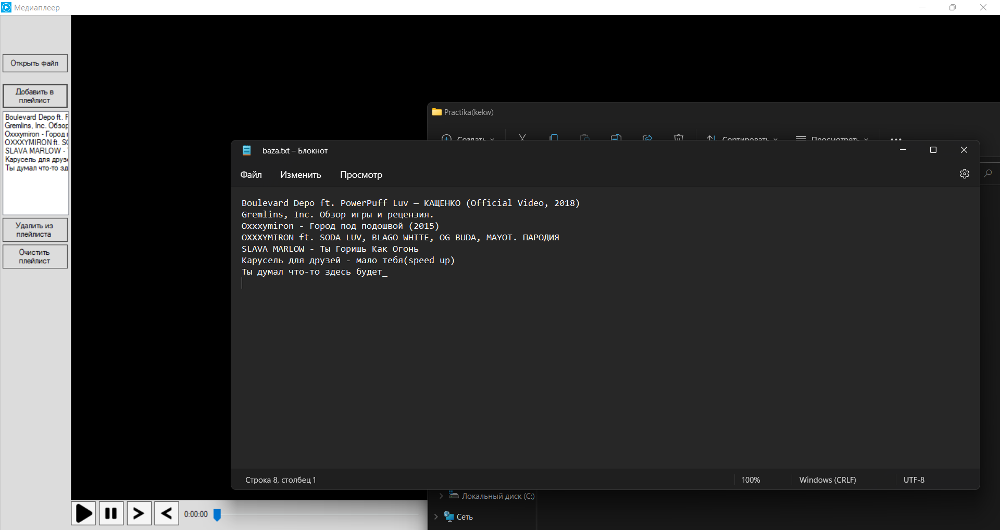 Медиаплеер
Открыть файл
Добавить в
плейлист
Boulevard Depo ft.
Gremlins, Inc. Обзор
Oxxxymiron - Город
OXXXYMIRON ft.
SLAVA MARLOW -
Карусель для
Ты думал что-то
Удалить из
плейлиста
Очистить
плейлист
0:00:00
Practika(kekw)
Создать
Сортировать
Просмотреть
baza.txt – Блокнот
Файл
Изменить
Просмотр
Boulevard Depo ft. PowerPuff Luv — КАЩЕНКО (Official Video, 2018)
Gremlins, Inc. Обзор игры и рецензия.
Oxxxymiron - Город под подошвой (2015)
OXXXYMIRON ft. SODA LUV, BLAGO WHITE, OG BUDA, MAYOT. ПАРОДИЯ
SLAVA MARLOW - Ты Горишь Как Огонь
Карусель для друзей - мало тебя(speed up)
Ты думал что-то здесь будет_
Строка 8, столбец 1
100%
Windows (CRLF)
UTF-8
Локальный диск (C:)
Сеть